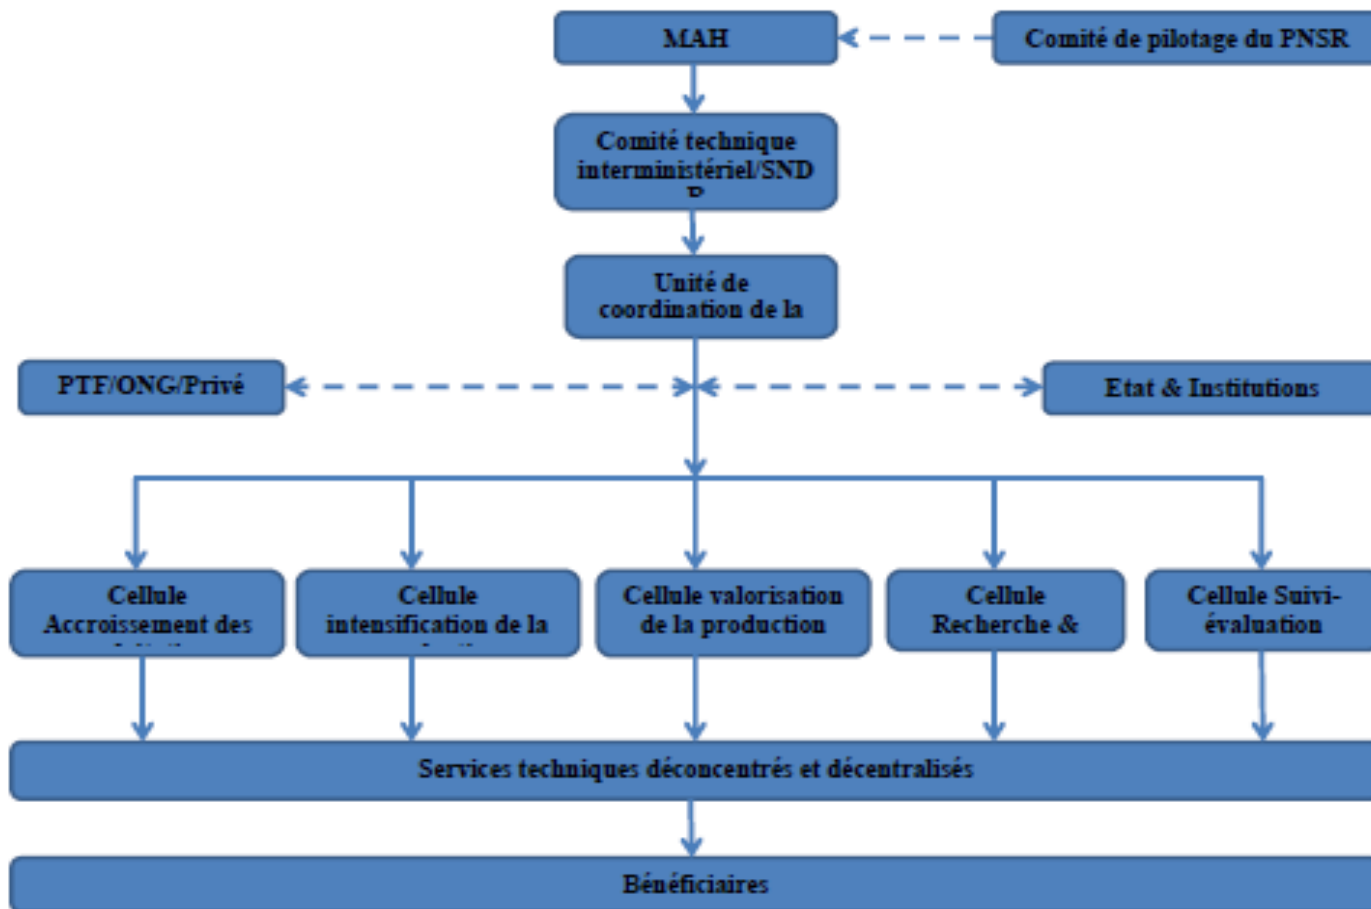 MAH
Comité de pilotage du PNSR
Comité technique
interministériel/SND
Unité de
coordination de la
PTF/ONG/Privé
Etat & Institutions
Cellule
Accroissement des
Cellule
intensification de la
Cellule valorisation
de la production
Cellule
Recherche &
Cellule Suivi-
évaluation
Services techniques déconcentrés et décentralisés
Bénéficiaires